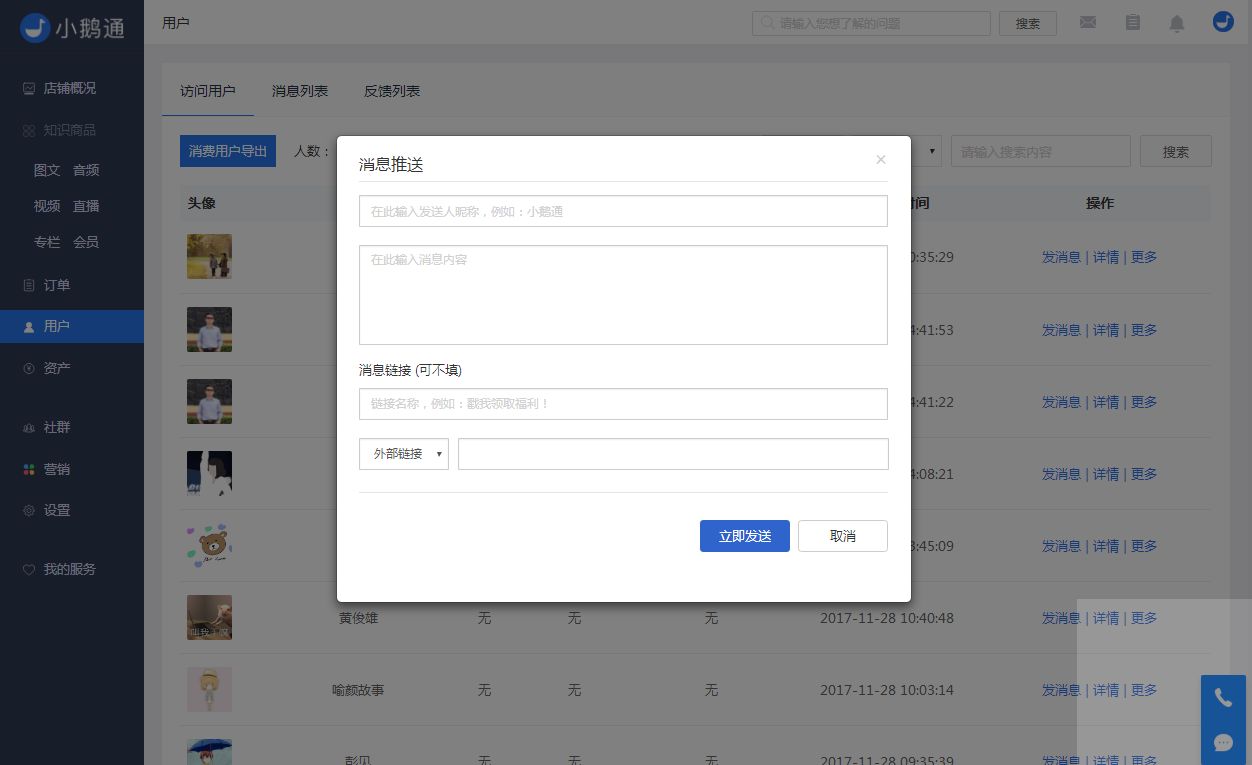 小鹅通
用户
请输入您想了解的问题
搜索
店铺概况
知识商品
图文 音频
视频 直播
专栏 会员
订单
用户
资产
社群
营销
设置
我的服务
访问用户 消息列表 反馈列表
消费用户导出 人数：
请输入搜索内容 搜索
头像 间 操作
消息推送
×
在此输入发送人昵称，例如：小鹅通
在此输入消息内容
消息链接 (可不填)
链接名称，例如：戳我领取福利！
外部链接
立即发送 取消
:35:29 发消息 | 详情 | 更多
:41:53 发消息 | 详情 | 更多
:41:22 发消息 | 详情 | 更多
:08:21 发消息 | 详情 | 更多
:45:09 发消息 | 详情 | 更多
黄俊雄 无 无 无 2017-11-28 10:40:48 发消息 | 详情 | 更多
喻颜故事 无 无 无 2017-11-28 10:03:14 发消息 | 详情 | 更多
彭见 无 无 无 2017-11-28 09:35:39 发消息 | 详情 | 更多